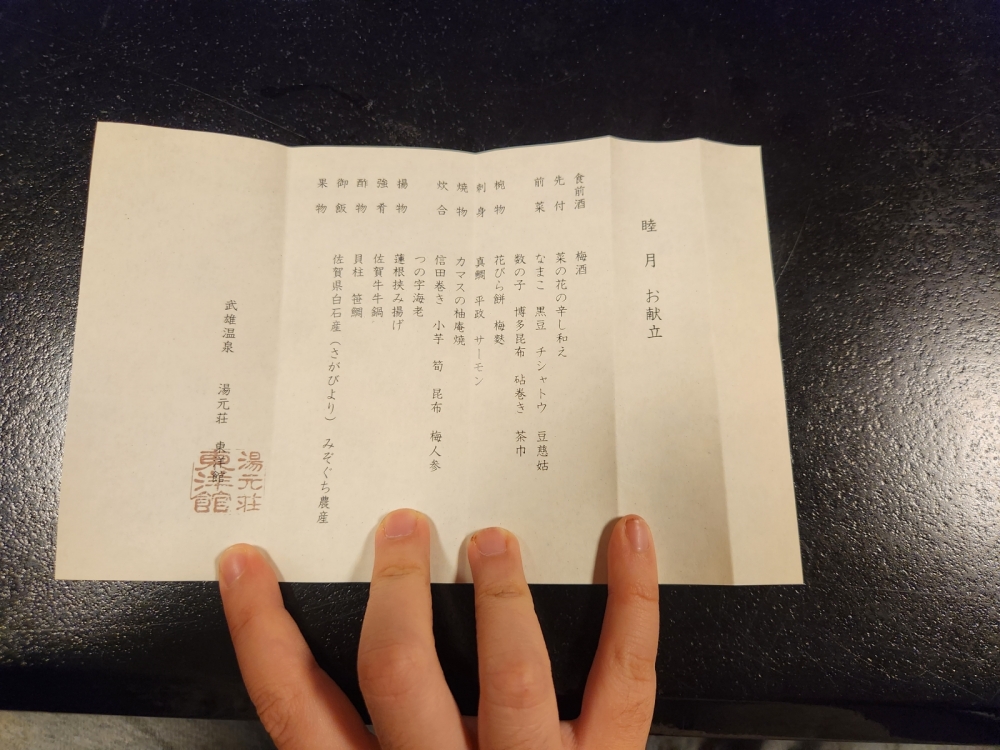 睦月 お献立
食前酒 梅酒
先付 菜の花の辛し和え
前菜 なまこ 黒豆 チシャトウ 豆慈姑
数の子 博多昆布 砧巻き 茶巾
椀物 花びら餅 梅麩
刺身 真鯛 平政 サーモン
焼物 カマスの柚庵焼
炊合 信田巻き 小芋 筍 昆布 梅人参
つの字海老
揚物 蓮根挟み揚げ
強肴 佐賀牛牛鍋
酢物 貝柱 笹鯛
御飯 佐賀県白石産(さがびより) みぞぐち農産
果物
武雄温泉 湯元荘 東洋館
湯元荘
東洋館